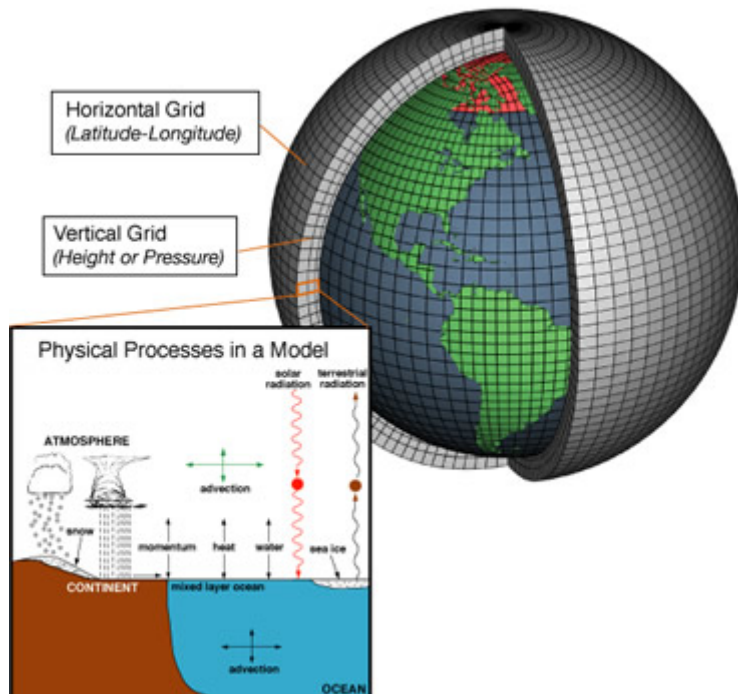 Horizontal Grid
(Latitude-Longitude)
Vertical Grid
(Height or Pressure)
Physical Processes in a Model
solar
radiation
terrestrial
radiation
ATMOSPHERE
advection
snow
momentum
heat
water
sea ice
CONTINENT
mixed layer ocean
advection
OCEAN